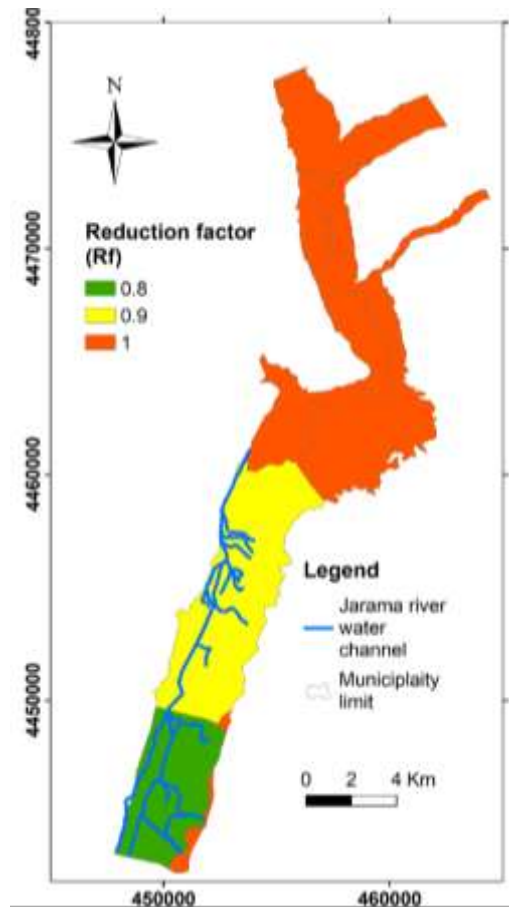 44800
N
4470000
Reduction factor
(Rf)
0.8
0.9
1
4460000
Legend
Jarama river
water
channel
Municiplaity
limit
4450000
0 2 4 Km
450000 460000